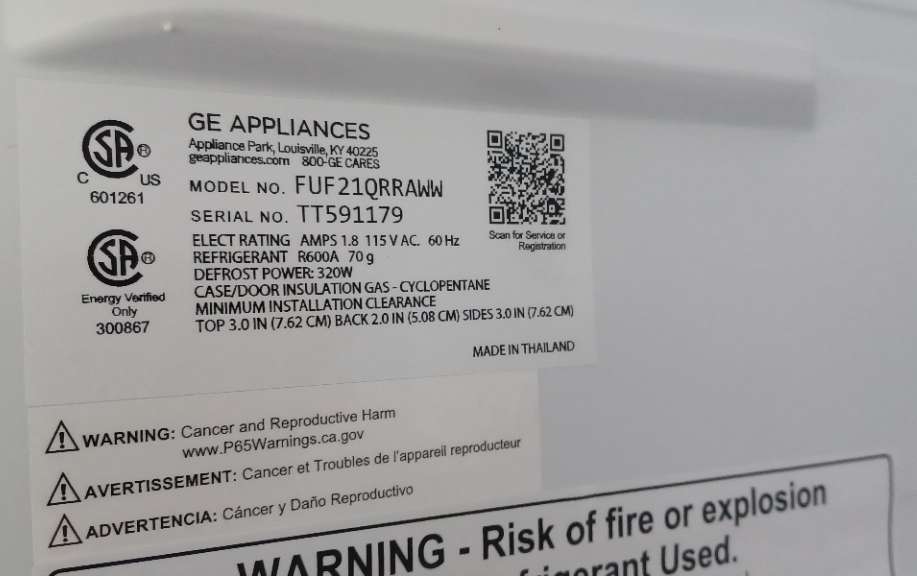 GE APPLIANCES
Appliance Park, Louisville, KY 40225
geappliances.com 800-GE CARES
MODEL NO. FUF21QRRAWW
SERIAL NO. TT591179
ELECT RATING AMPS 1.8 115 V AC. 60 Hz
REFRIGERANT R600A 70 g
DEFROST POWER: 320W
CASE/DOOR INSULATION GAS - CYCLOPENTANE
MINIMUM INSTALLATION CLEARANCE
TOP 3.0 IN (7.62 CM) BACK 2.0 IN (5.08 CM) SIDES 3.0 IN (7.62 CM)
MADE IN THAILAND
SA ®
C US
601261
SA ®
Energy Verified
Only
300867
Scan for Service or
Registration
WARNING: Cancer and Reproductive Harm
www.P65Warnings.ca.gov
AVERTISSEMENT: Cancer et Troubles de l'appareil reproducteur
ADVERTENCIA: Cáncer y Daño Reproductivo
WARNING - Risk of fire or explosion
Used.